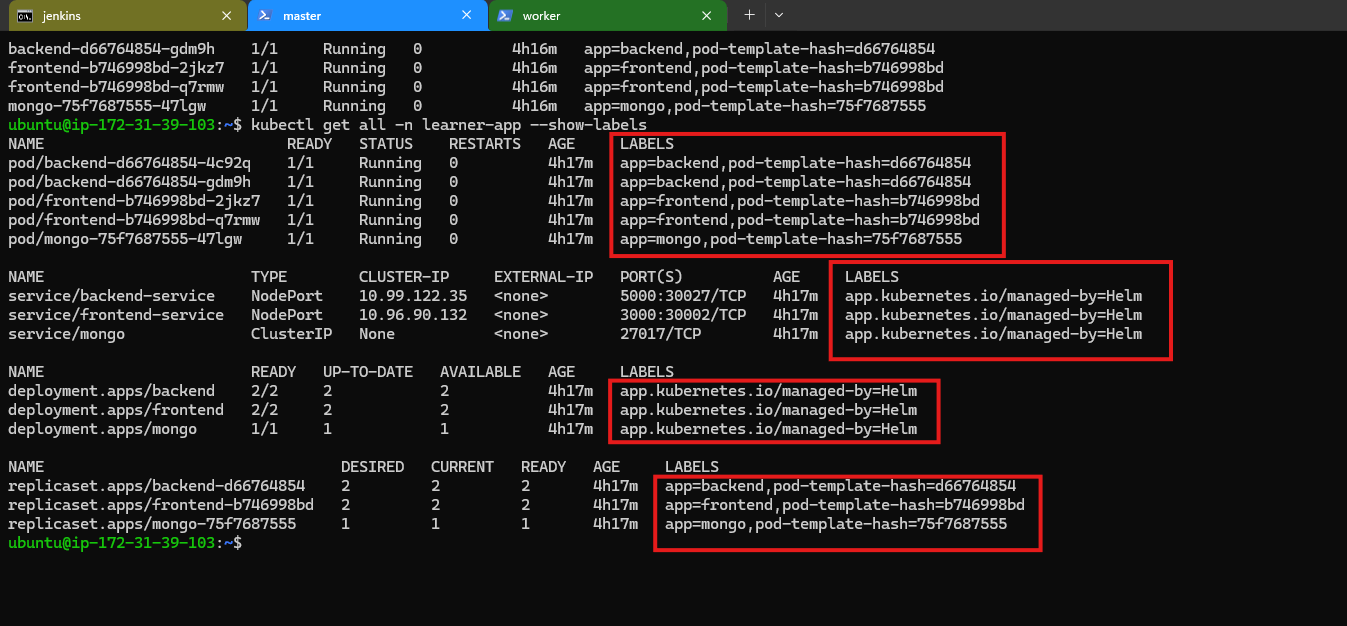 jenkins
master
worker
backend-d66764854-gdm9h 1/1 Running 0 4h16m app=backend,pod-template-hash=d66764854
frontend-b746998bd-2jkz7 1/1 Running 0 4h16m app=frontend,pod-template-hash=b746998bd
frontend-b746998bd-q7rmw 1/1 Running 0 4h16m app=frontend,pod-template-hash=b746998bd
mongo-75f7687555-47lgw 1/1 Running 0 4h16m app=mongo,pod-template-hash=75f7687555
ubuntu@ip-172-31-39-103:~$ kubectl get all -n learner-app --show-labels
NAME READY STATUS RESTARTS AGE LABELS
pod/backend-d66764854-4c92q 1/1 Running 0 4h17m app=backend,pod-template-hash=d66764854
pod/backend-d66764854-gdm9h 1/1 Running 0 4h17m app=backend,pod-template-hash=d66764854
pod/frontend-b746998bd-2jkz7 1/1 Running 0 4h17m app=frontend,pod-template-hash=b746998bd
pod/frontend-b746998bd-q7rmw 1/1 Running 0 4h17m app=frontend,pod-template-hash=b746998bd
pod/mongo-75f7687555-47lgw 1/1 Running 0 4h17m app=mongo,pod-template-hash=75f7687555
NAME TYPE CLUSTER-IP EXTERNAL-IP PORT(S) AGE LABELS
service/backend-service NodePort 10.99.122.35 <none> 5000:30027/TCP 4h17m app.kubernetes.io/managed-by=Helm
service/frontend-service NodePort 10.96.90.132 <none> 3000:30002/TCP 4h17m app.kubernetes.io/managed-by=Helm
service/mongo ClusterIP None <none> 27017/TCP 4h17m app.kubernetes.io/managed-by=Helm
NAME READY UP-TO-DATE AVAILABLE AGE LABELS
deployment.apps/backend 2/2 2 2 4h17m app.kubernetes.io/managed-by=Helm
deployment.apps/frontend 2/2 2 2 4h17m app.kubernetes.io/managed-by=Helm
deployment.apps/mongo 1/1 1 1 4h17m app.kubernetes.io/managed-by=Helm
NAME DESIRED CURRENT READY AGE LABELS
replicaset.apps/backend-d66764854 2 2 2 4h17m app=backend,pod-template-hash=d66764854
replicaset.apps/frontend-b746998bd 2 2 2 4h17m app=frontend,pod-template-hash=b746998bd
replicaset.apps/mongo-75f7687555 1 1 1 4h17m app=mongo,pod-template-hash=75f7687555
ubuntu@ip-172-31-39-103:~$